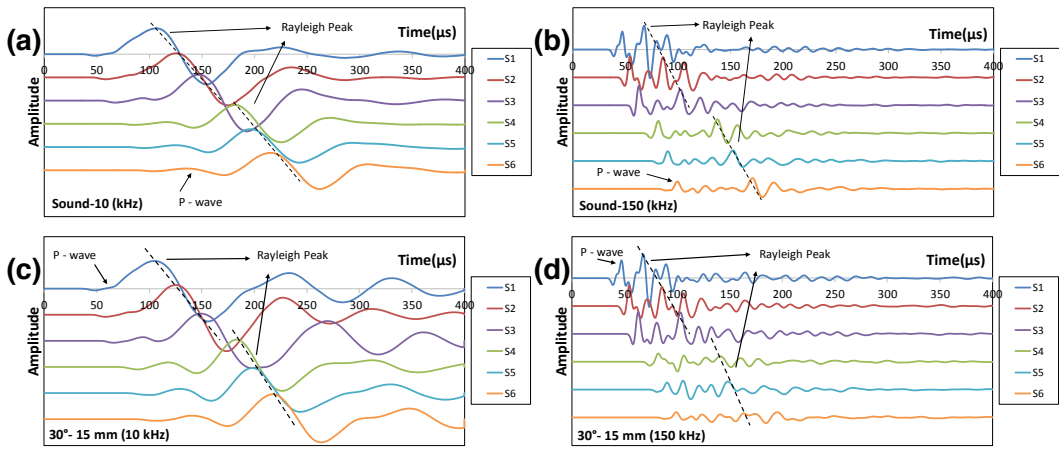 (a)
Rayleigh Peak
Time(µs)
0 50 100 150 200 250 300 350 400
Amplitude
P - wave
Sound-10 (kHz)
S1
S2
S3
S4
S5
S6
(b)
Rayleigh Peak
Time(µs)
0 50 100 150 200 250 300 350 400
Amplitude
P - wave
Sound-150 (kHz)
S1
S2
S3
S4
S5
S6
(c)
P - wave
Rayleigh Peak
Time(µs)
0 50 100 150 200 250 300 350 400
Amplitude
30°- 15 mm (10 kHz)
S1
S2
S3
S4
S5
S6
(d)
P - wave
Rayleigh Peak
Time(µs)
0 50 100 150 200 250 300 350 400
Amplitude
30°- 15 mm (150 kHz)
S1
S2
S3
S4
S5
S6